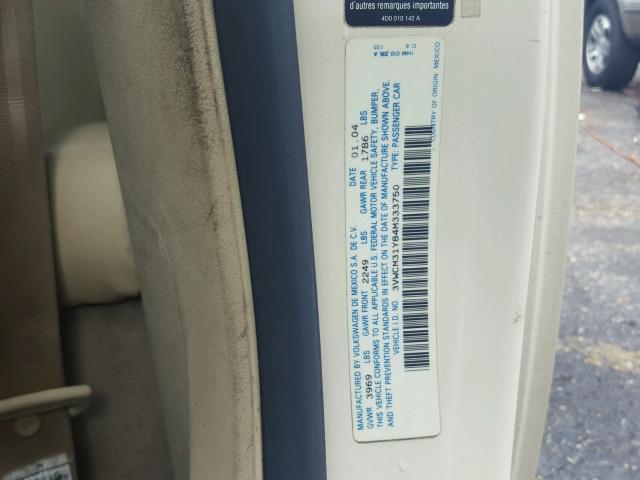 d'autres remarques importantes
4D0 010 142 A
MANUFACTURED BY VOLKSWAGEN DE MEXICO S.A. DE C.V. DATE 01.04
GVWR 3969 LBS GAWR FRONT 2249 LBS GAWR REAR 1786 LBS
THIS VEHICLE CONFORMS TO ALL APPLICABLE U.S. FEDERAL MOTOR VEHICLE SAFETY, BUMPER,
AND THEFT PREVENTION STANDARDS IN EFFECT ON THE DATE OF MANUFACTURE SHOWN ABOVE.
VEHICLE I.D. NO. 3VWCM31Y84M333750 TYPE: PASSENGER CAR
COUNTRY OF ORIGIN: MEXICO